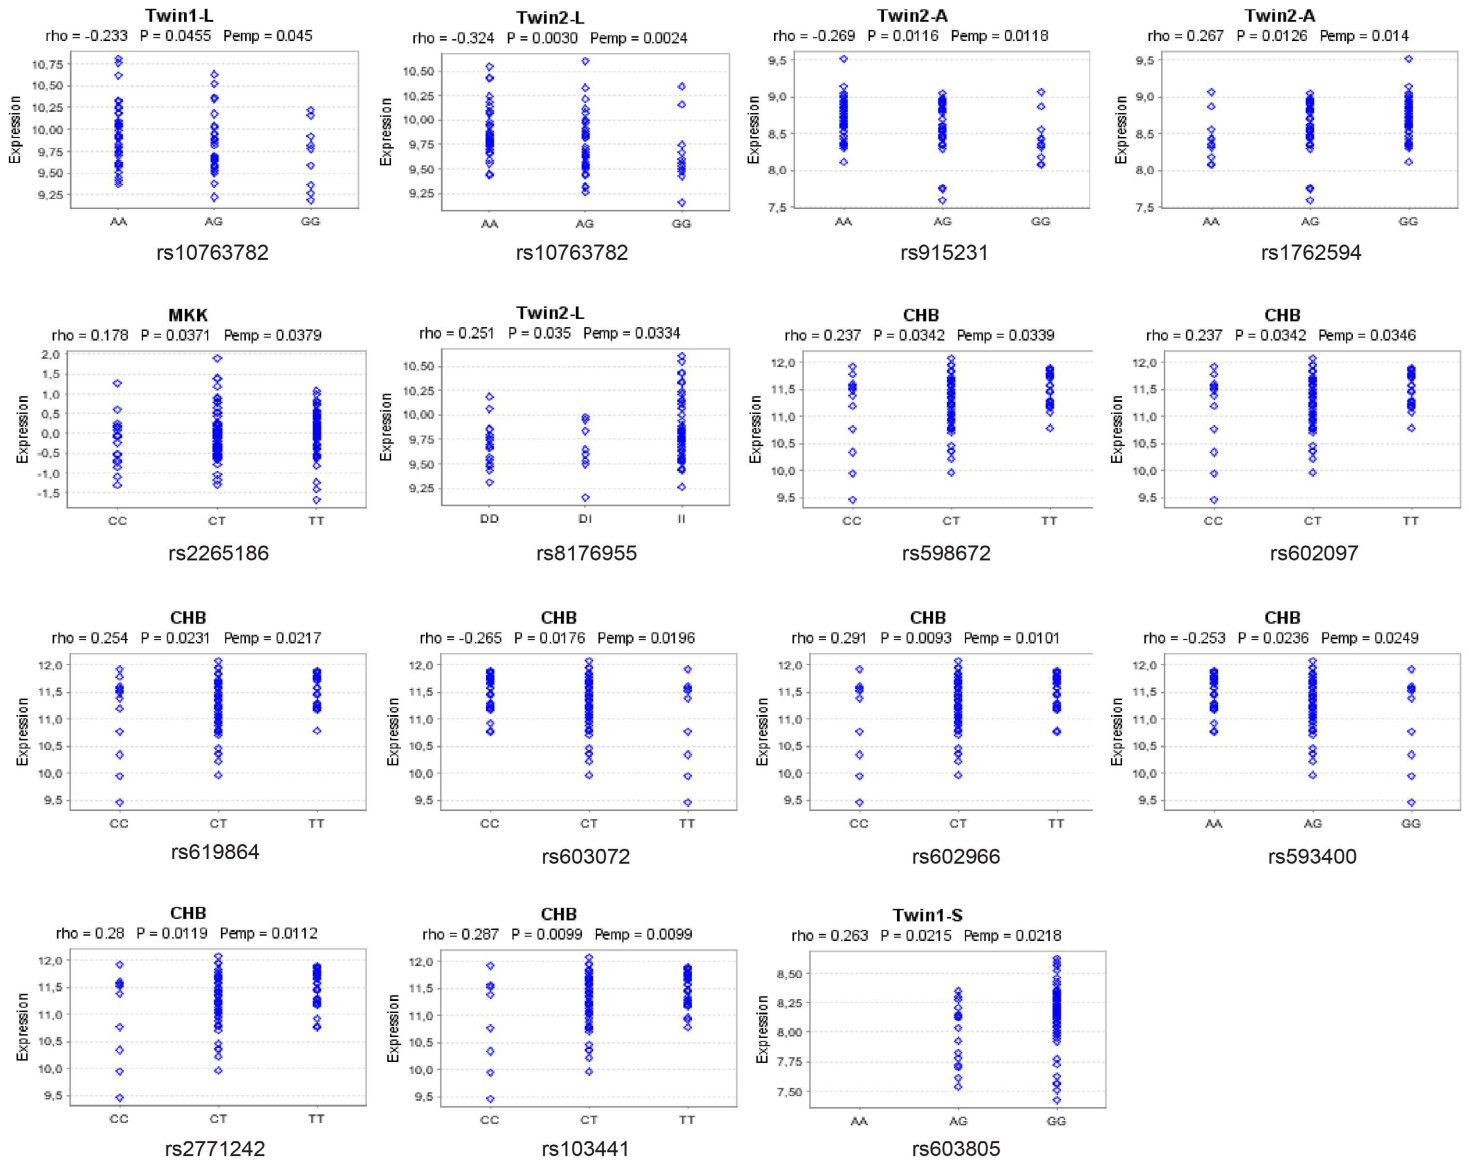 Twin1-L
rho = -0.233 P = 0.0455 Pemp = 0.045
Expression
10,75
10,50
10,25
10,00
9,75
9,50
9,25
AA AG GG
rs10763782
Twin2-L
rho = -0.324 P = 0.0030 Pemp = 0.0024
Expression
10,50
10,25
10,00
9,75
9,50
9,25
AA AG GG
rs10763782
Twin2-A
rho = -0.269 P = 0.0116 Pemp = 0.0118
Expression
9,5
9,0
8,5
8,0
7,5
AA AG GG
rs915231
Twin2-A
rho = 0.267 P = 0.0126 Pemp = 0.014
Expression
9,5
9,0
8,5
8,0
7,5
AA AG GG
rs1762594
MKK
rho = 0.178 P = 0.0371 Pemp = 0.0379
Expression
2,0
1,5
1,0
0,5
0,0
-0,5
-1,0
-1,5
CC CT TT
rs2265186
Twin2-L
rho = 0.251 P = 0.035 Pemp = 0.0334
Expression
10,50
10,25
10,00
9,75
9,50
9,25
DD DI II
rs8176955
CHB
rho = 0.237 P = 0.0342 Pemp = 0.0339
Expression
12,0
11,5
11,0
10,5
10,0
9,5
CC CT TT
rs598672
CHB
rho = 0.237 P = 0.0342 Pemp = 0.0346
Expression
12,0
11,5
11,0
10,5
10,0
9,5
CC CT TT
rs602097
CHB
rho = 0.254 P = 0.0231 Pemp = 0.0217
Expression
12,0
11,5
11,0
10,5
10,0
9,5
CC CT TT
rs619864
CHB
rho = -0.265 P = 0.0176 Pemp = 0.0196
Expression
12,0
11,5
11,0
10,5
10,0
9,5
CC CT TT
rs603072
CHB
rho = 0.291 P = 0.0093 Pemp = 0.0101
Expression
12,0
11,5
11,0
10,5
10,0
9,5
CC CT TT
rs602966
CHB
rho = -0.253 P = 0.0236 Pemp = 0.0249
Expression
12,0
11,5
11,0
10,5
10,0
9,5
AA AG GG
rs593400
CHB
rho = 0.28 P = 0.0119 Pemp = 0.0112
Expression
12,0
11,5
11,0
10,5
10,0
9,5
CC CT TT
rs2771242
CHB
rho = 0.287 P = 0.0099 Pemp = 0.0099
Expression
12,0
11,5
11,0
10,5
10,0
9,5
CC CT TT
rs103441
Twin1-S
rho = 0.263 P = 0.0215 Pemp = 0.0218
Expression
8,50
8,25
8,00
7,75
7,50
AA AG GG
rs603805